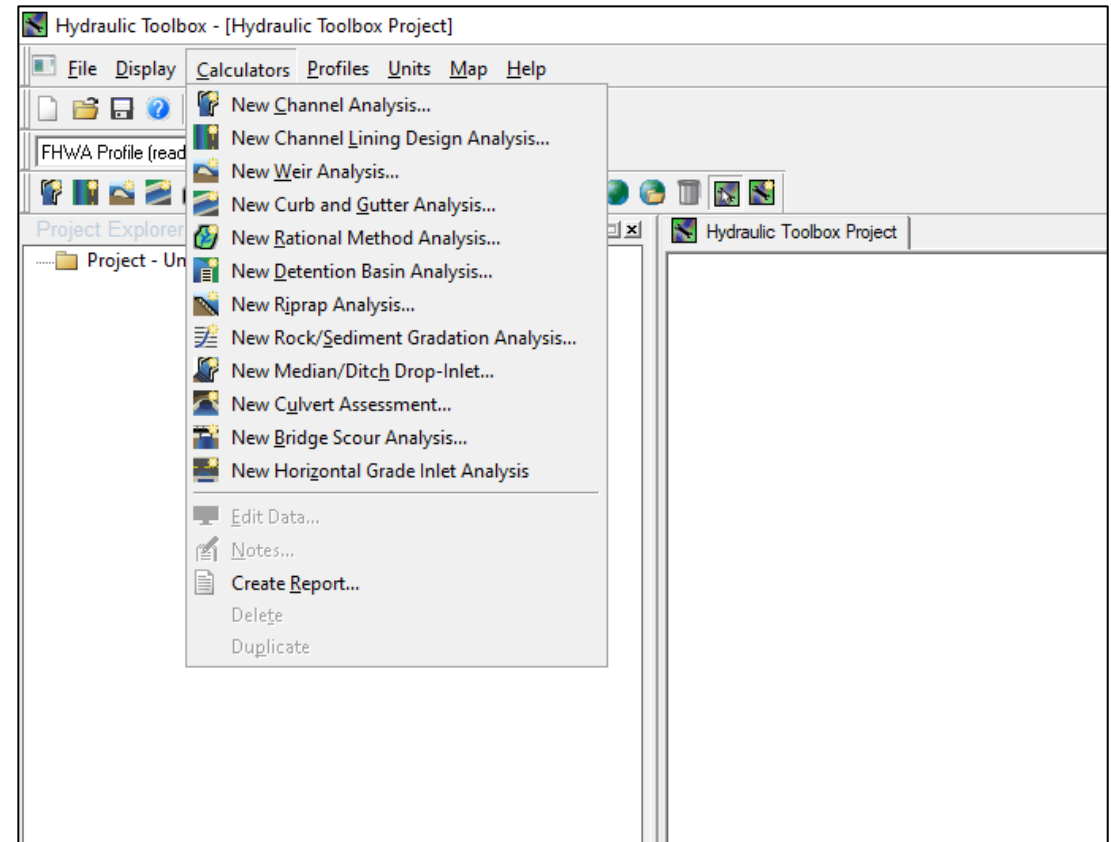 Hydraulic Toolbox - [Hydraulic Toolbox Project]
File Display Calculators Profiles Units Map Help
New Channel Analysis...
New Channel Lining Design Analysis...
FHWA Profile (read
New Weir Analysis...
New Curb and Gutter Analysis...
Project Explorer
New Rational Method Analysis...
Hydraulic Toolbox Project
Project - Un
New Detention Basin Analysis...
New Riprap Analysis...
New Rock/Sediment Gradation Analysis...
New Median/Ditch Drop-Inlet...
New Culvert Assessment...
New Bridge Scour Analysis...
New Horizontal Grade Inlet Analysis
Edit Data...
Notes...
Create Report...
Delete
Duplicate